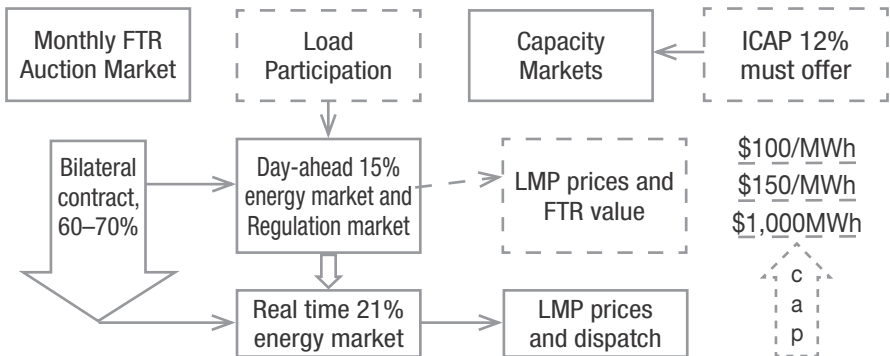 Monthly FTR
Auction Market
Load
Participation
Capacity
Markets
ICAP 12%
must offer
Bilateral
contract,
60–70%
Day-ahead 15%
energy market and
Regulation market
LMP prices and
FTR value
$100/MWh
$150/MWh
$1,000MWh
Real time 21%
energy market
LMP prices
and dispatch
c
a
p